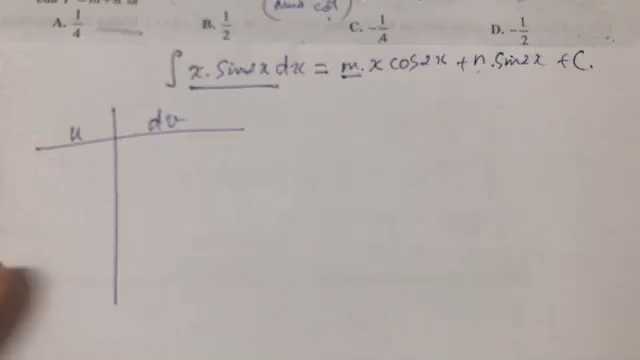 A. 1/4 B. 1/2 C. -1/4 D. -1/2
∫ x.sin2x dx = m.x cos2x + n.sin2x + C.
u dv